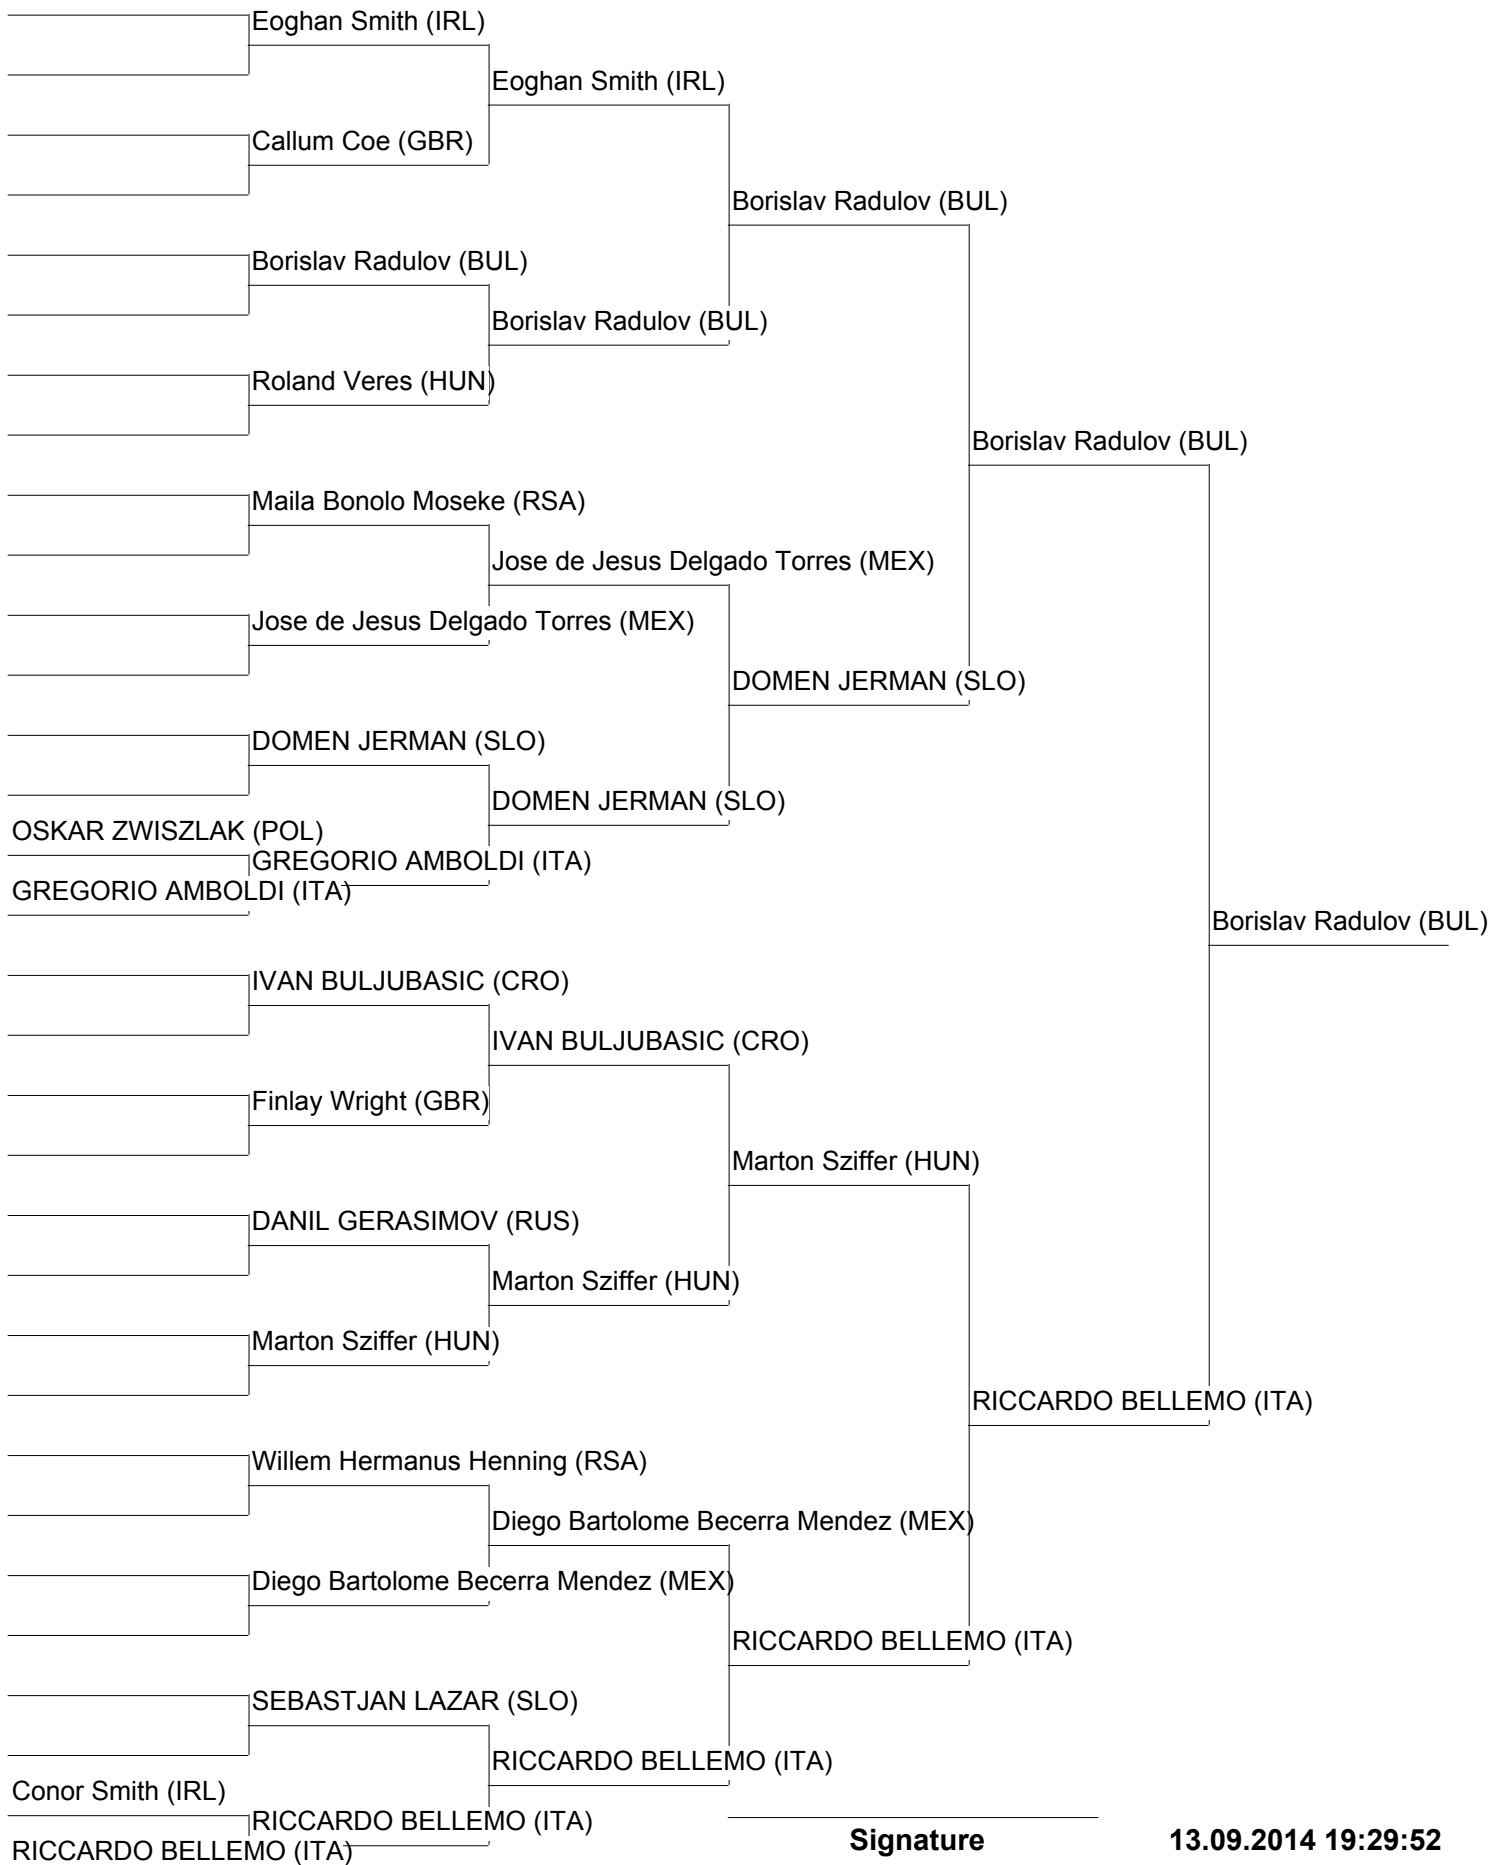 Eoghan Smith (IRL)
Eoghan Smith (IRL)
Callum Coe (GBR)
Borislav Radulov (BUL)
Borislav Radulov (BUL)
Borislav Radulov (BUL)
Roland Veres (HUN)
Borislav Radulov (BUL)
Maila Bonolo Moseke (RSA)
Jose de Jesus Delgado Torres (MEX)
Jose de Jesus Delgado Torres (MEX)
DOMEN JERMAN (SLO)
DOMEN JERMAN (SLO)
DOMEN JERMAN (SLO)
OSKAR ZWISZLAK (POL)
GREGORIO AMBOLDI (ITA)
GREGORIO AMBOLDI (ITA)
Borislav Radulov (BUL)
IVAN BULJUBASIC (CRO)
IVAN BULJUBASIC (CRO)
Finlay Wright (GBR)
Marton Sziffer (HUN)
DANIL GERASIMOV (RUS)
Marton Sziffer (HUN)
Marton Sziffer (HUN)
RICCARDO BELLEMO (ITA)
Willem Hermanus Henning (RSA)
Diego Bartolome Becerra Mendez (MEX)
Diego Bartolome Becerra Mendez (MEX)
RICCARDO BELLEMO (ITA)
SEBASTJAN LAZAR (SLO)
RICCARDO BELLEMO (ITA)
Conor Smith (IRL)
RICCARDO BELLEMO (ITA)
RICCARDO BELLEMO (ITA)
Signature
13.09.2014 19:29:52